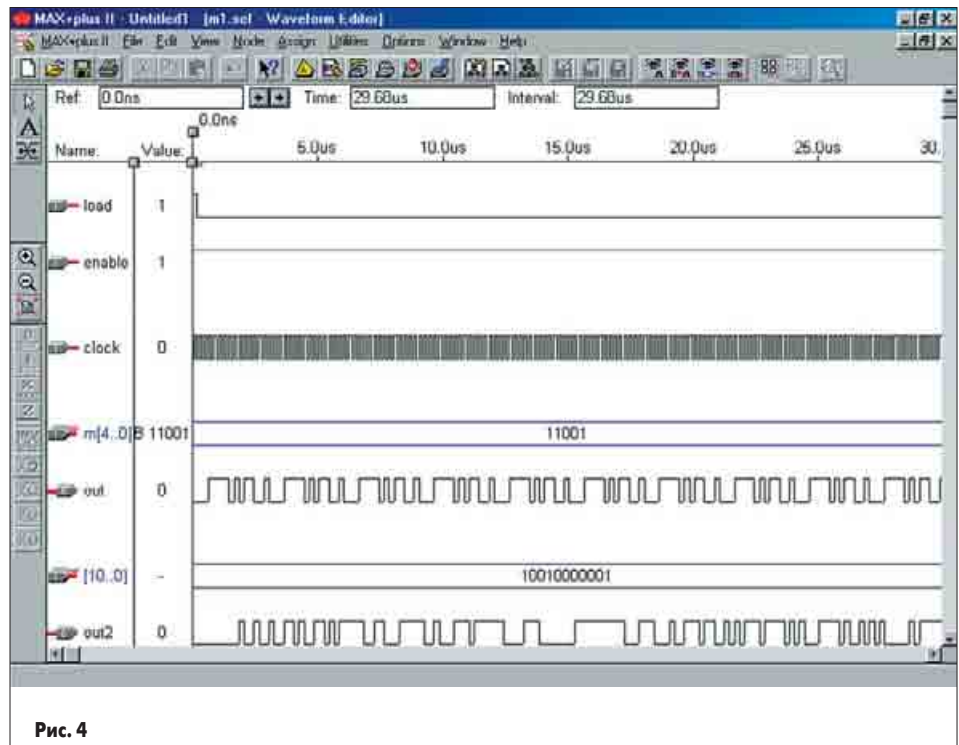 MAX+plus II - Untitled1 - [m1.scf - Waveform Editor]
MAX+plus II File Edit View Node Assign Utilities Options Window Help
Ref: 0.0ns Time: 29.68us Interval: 29.68us
0.0ns
Name: Value: 5.0us 10.0us 15.0us 20.0us 25.0us 30.
load 1
enable 1
clock 0
m[4..0] B 11001 11001
out 0
[10..0] - 10010000001
out2 0
Рис. 4